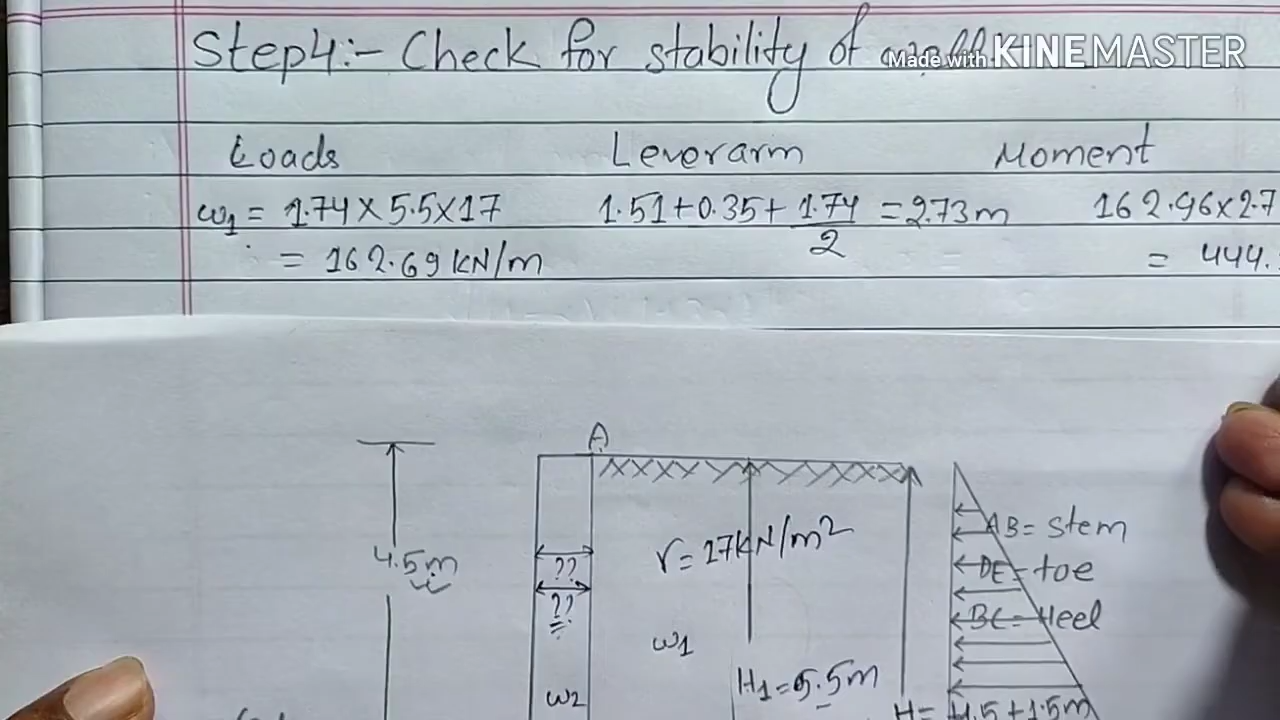 Step4:- Check for stability of
Made with KINEMASTER
Loads Leverarm Moment
w1 = 1.74 × 5.5 × 17 1.51 + 0.35 + 1.74/2 = 2.73m 162.96 × 2.7
= 162.69 KN/m = 444.
A
4.5m
??
??
r = 17KN/m²
w1
w2
H1 = 5.5m
AB = Stem
DE = toe
BC = Heel
H = 4.5 + 1.5m